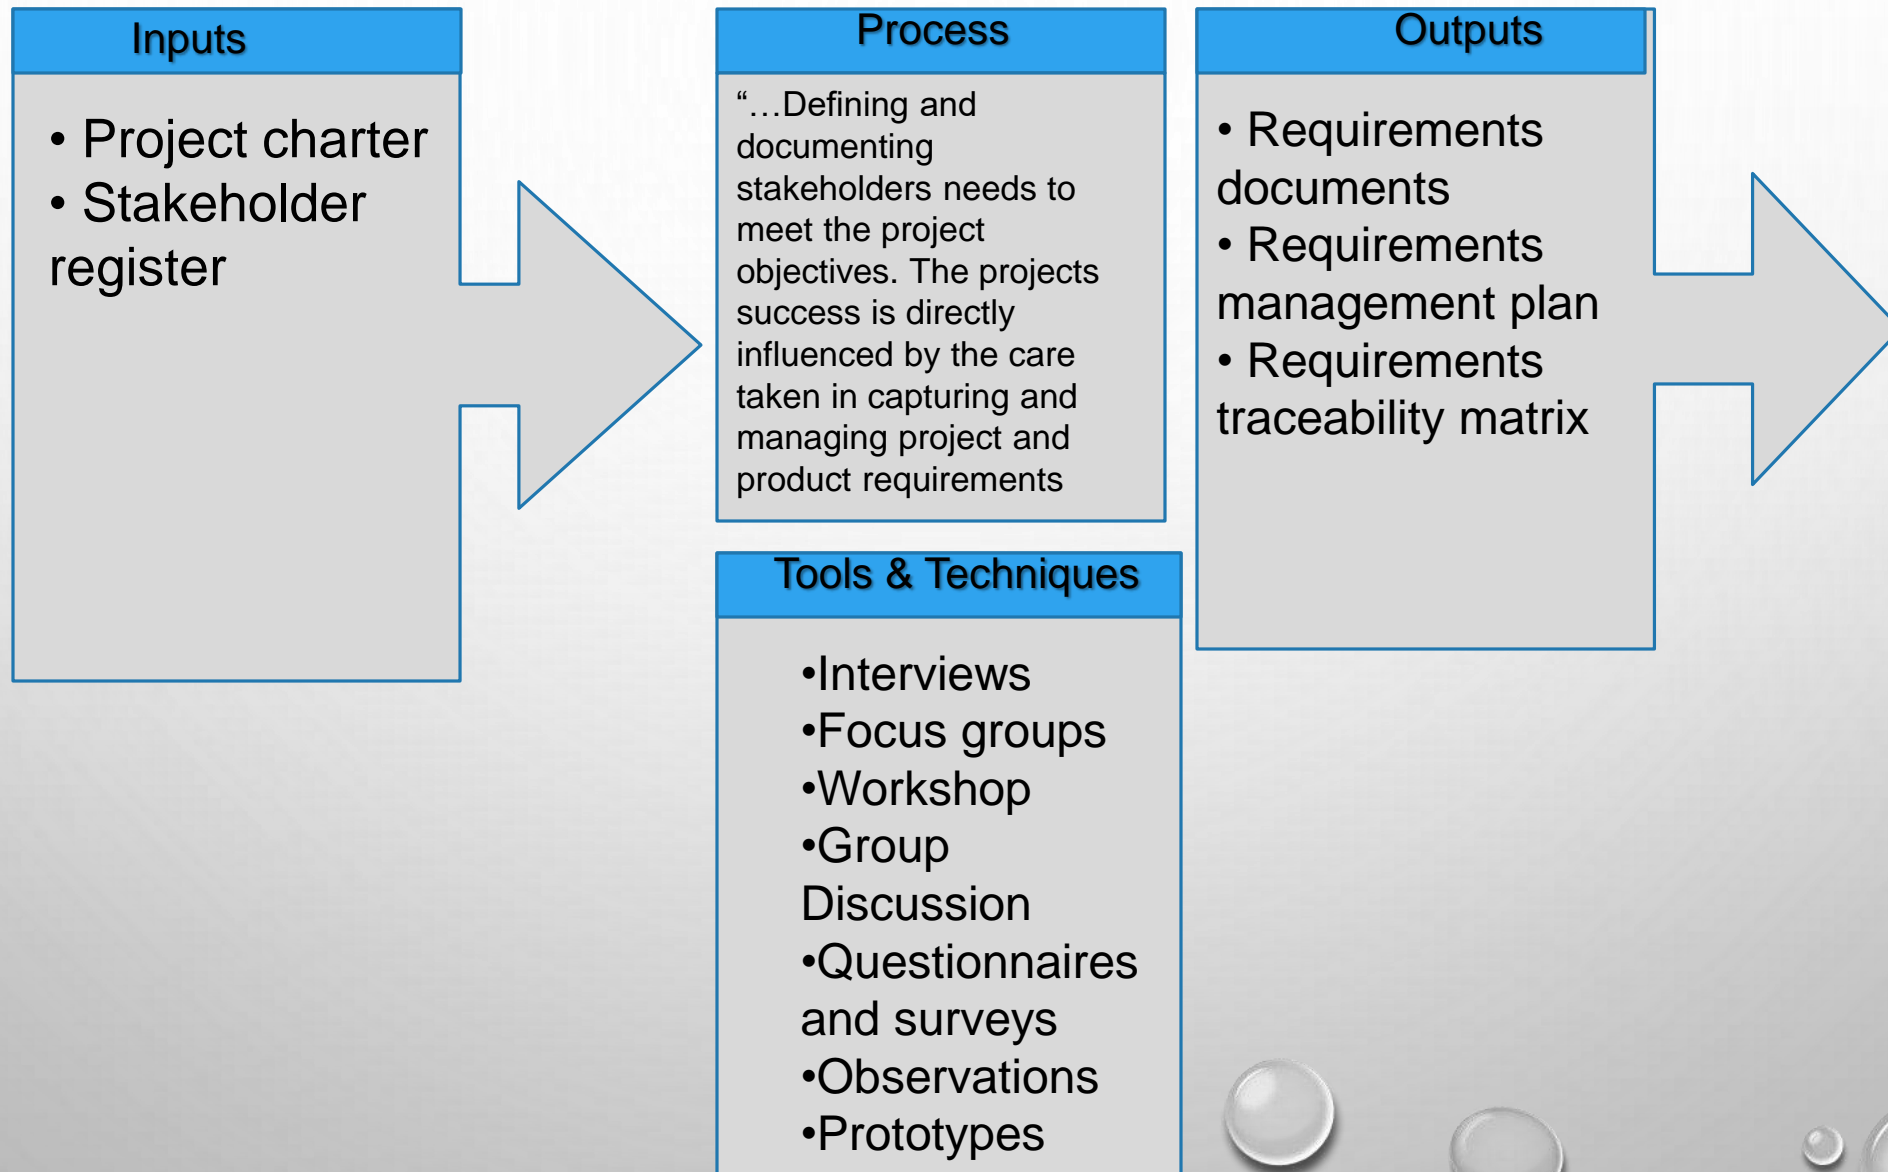 Inputs
• Project charter
• Stakeholder
register
Process
“…Defining and
documenting
stakeholders needs to
meet the project
objectives. The projects
success is directly
influenced by the care
taken in capturing and
managing project and
product requirements
Tools & Techniques
•Interviews
•Focus groups
•Workshop
•Group
Discussion
•Questionnaires
and surveys
•Observations
•Prototypes
Outputs
• Requirements
documents
• Requirements
management plan
• Requirements
traceability matrix